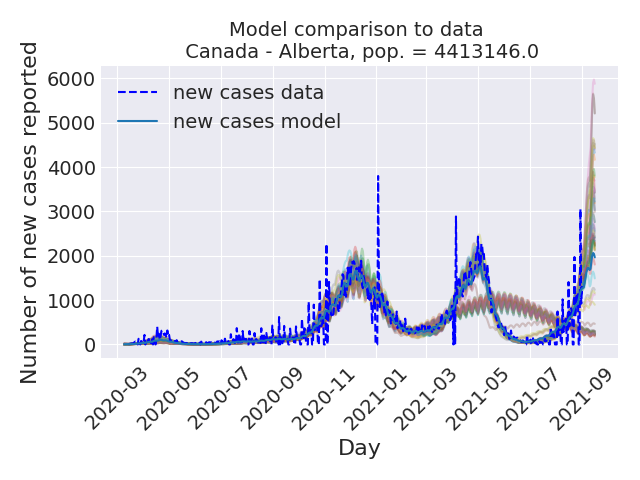 Model comparison to data
Canada - Alberta, pop. = 4413146.0
Number of new cases reported
6000
5000
4000
3000
2000
1000
0
new cases data
new cases model
2020-03
2020-05
2020-07
2020-09
2020-11
2021-01
2021-03
2021-05
2021-07
2021-09
Day